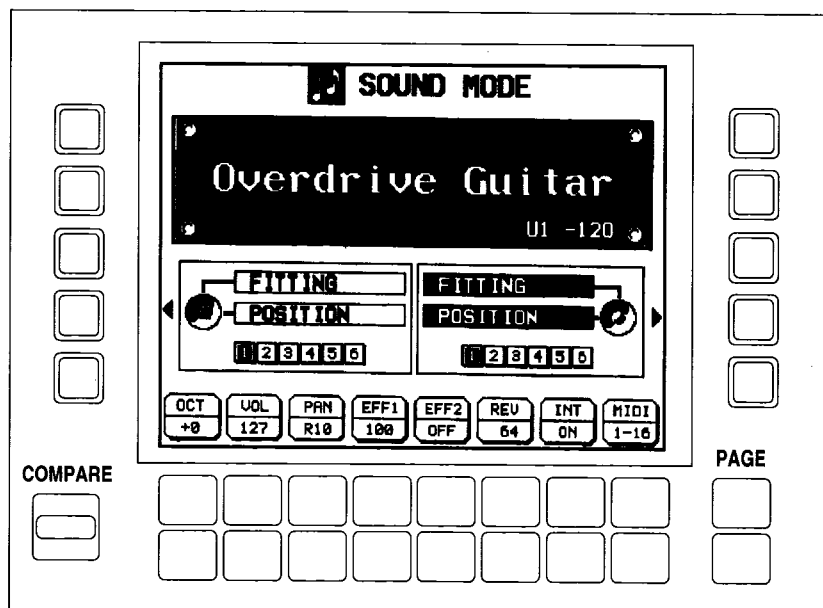 SOUND MODE
Overdrive Guitar
U1 -120
FITTING
POSITION
1 2 3 4 5 6
FITTING
POSITION
1 2 3 4 5 6
OCT VOL PAN EFF1 EFF2 REV INT MIDI
+0 127 R10 100 OFF 64 ON 1-16
COMPARE
PAGE